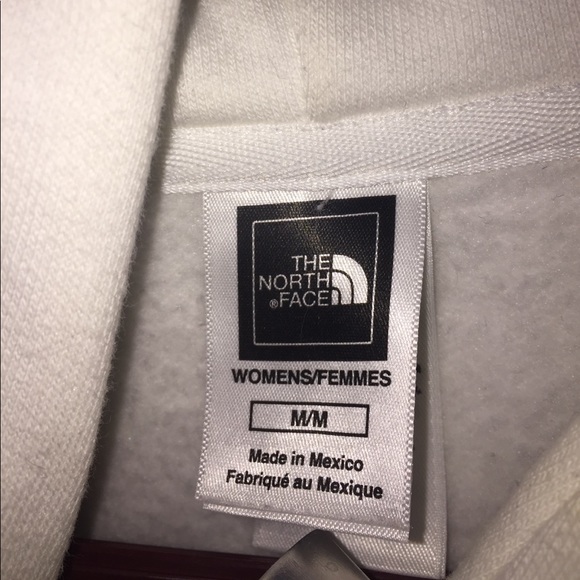 THE
NORTH
®FACE
WOMENS/FEMMES
M/M
Made in Mexico
Fabriqué au Mexique